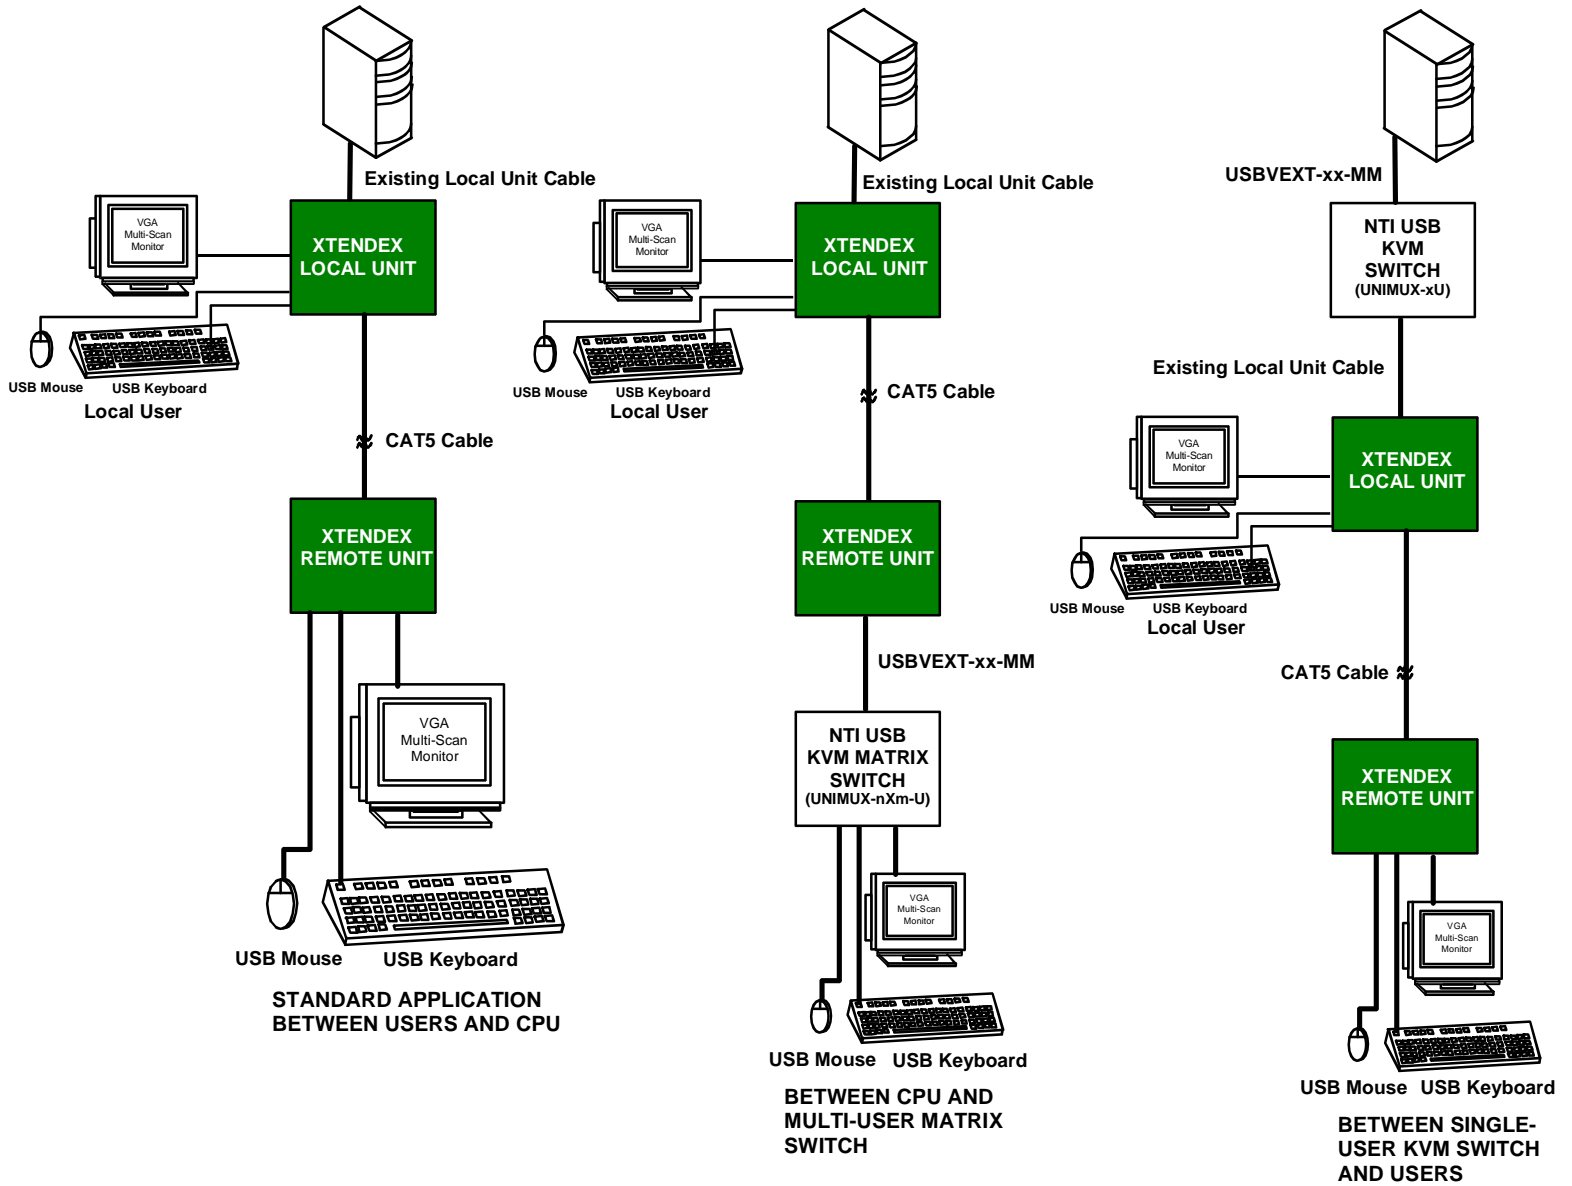 Existing Local Unit Cable
VGA
Multi-Scan
Monitor
XTENDEX
LOCAL UNIT
USB Mouse
USB Keyboard
Local User
CAT5 Cable
XTENDEX
REMOTE UNIT
VGA
Multi-Scan
Monitor
USB Mouse
USB Keyboard
STANDARD APPLICATION
BETWEEN USERS AND CPU
Existing Local Unit Cable
VGA
Multi-Scan
Monitor
XTENDEX
LOCAL UNIT
USB Mouse
USB Keyboard
Local User
CAT5 Cable
XTENDEX
REMOTE UNIT
USBVEXT-xx-MM
NTI USB
KVM MATRIX
SWITCH
(UNIMUX-nXm-U)
VGA
Multi-Scan
Monitor
USB Mouse
USB Keyboard
BETWEEN CPU AND
MULTI-USER MATRIX
SWITCH
USBVEXT-xx-MM
NTI USB
KVM
SWITCH
(UNIMUX-xU)
Existing Local Unit Cable
VGA
Multi-Scan
Monitor
XTENDEX
LOCAL UNIT
USB Mouse
USB Keyboard
Local User
CAT5 Cable
XTENDEX
REMOTE UNIT
VGA
Multi-Scan
Monitor
USB Mouse
USB Keyboard
BETWEEN SINGLE-
USER KVM SWITCH
AND USERS